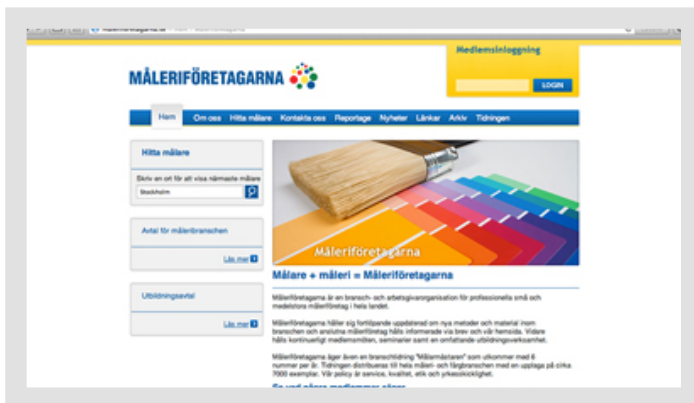 Medlemsinloggning
MÅLERIFÖRETAGARNA
LOGIN
Hem Om oss Hitta målare Kontakta oss Reportage Nyheter Länkar Arkiv Tidningen
Hitta målare
Skriv en ort för att visa närmaste målare
Stockholm
Avtal för måleribranschen
Läs mer
Utbildningsavtal
Läs mer
Måleriföretagarna
Målare + måleri = Måleriföretagarna
Måleriföretagarna är en bransch- och arbetsgivarorganisation för professionella små och
medelstora måleriföretag i hela landet.
Måleriföretagarna håller sig fortlöpande uppdaterad om nya metoder och material inom
branschen och anslutna måleriföretag hålls informerade via brev och vår hemsida. Vidare
hålls kontinuerligt medlemsmöten, seminarier samt en omfattande utbildningsverksamhet.
Måleriföretagarna äger även en branschtidning "Målarmästaren" som utkommer med 6
nummer per år. Tidningen distribueras till hela måleri- och färgbranschen med en upplaga på cirka
7000 exemplar. Vår policy är service, kvalitet, etik och yrkesskicklighet.